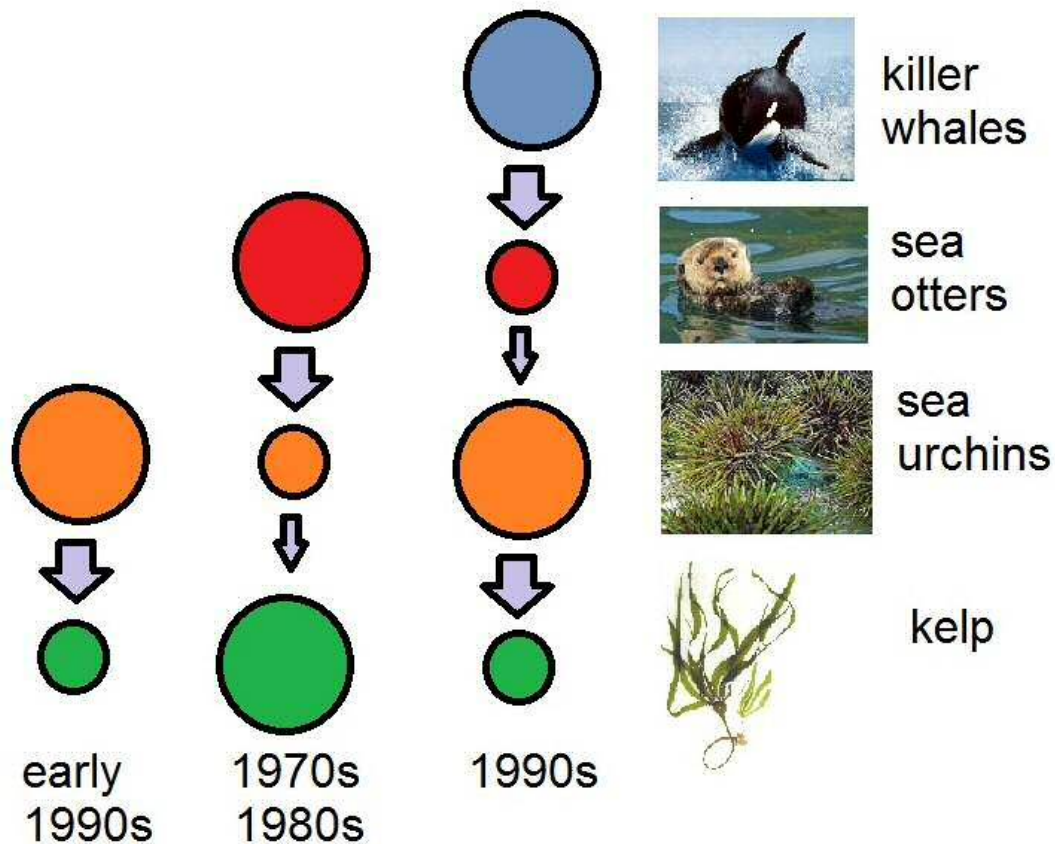 killer
whales
sea
otters
sea
urchins
kelp
early
1990s
1970s
1980s
1990s